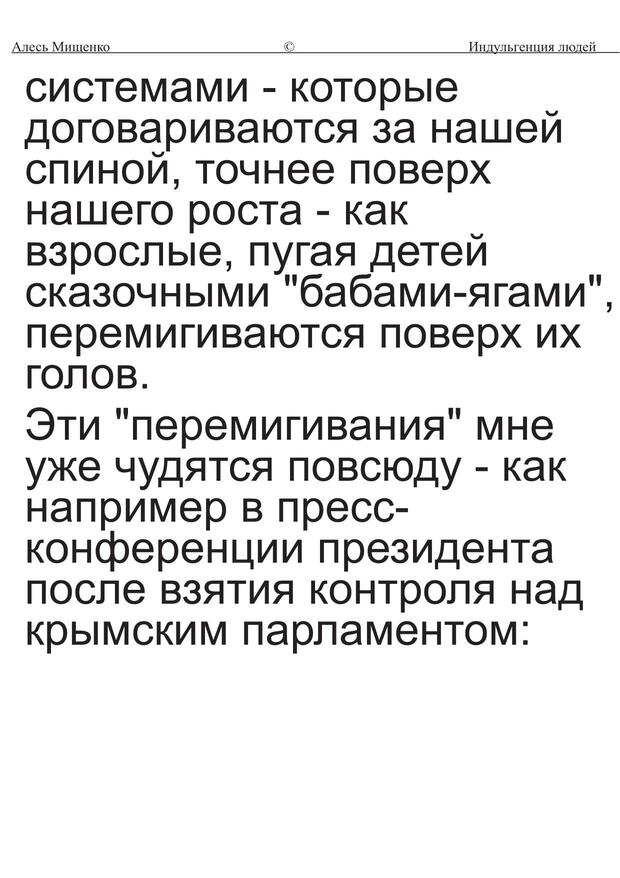 Алесь Мищенко © Индульгенция людей
системами - которые
договариваются за нашей
спиной, точнее поверх
нашего роста - как
взрослые, пугая детей
сказочными "бабами-ягами",
перемигиваются поверх их
голов.
Эти "перемигивания" мне
уже чудятся повсюду - как
например в пресс-
конференции президента
после взятия контроля над
крымским парламентом: